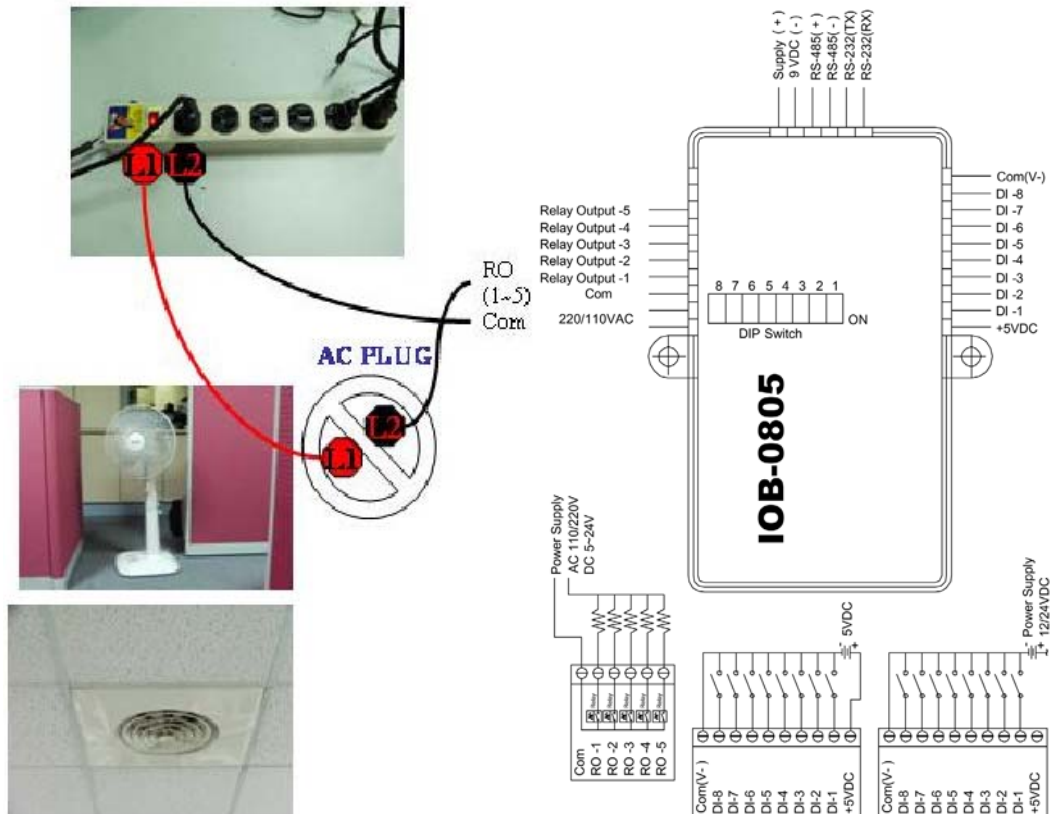 L1 L2
RO
(1~5)
Com
AC PLUG
L2
L1
Supply (+)
9 VDC (-)
RS-485(+)
RS-485(-)
RS-232(TX)
RS-232(RX)
Relay Output -5
Relay Output -4
Relay Output -3
Relay Output -2
Relay Output -1
Com
220/110VAC
8 7 6 5 4 3 2 1
ON
DIP Switch
Com(V-)
DI -8
DI -7
DI -6
DI -5
DI -4
DI -3
DI -2
DI -1
+5VDC
IOB-0805
Power Supply
AC 110/220V
DC 5~24V
Relay
Relay
Relay
Relay
Relay
Com
RO -1
RO -2
RO -3
RO -4
RO -5
- +
5VDC
Com(V-)
DI-8
DI-7
DI-6
DI-5
DI-4
DI-3
DI-2
DI-1
+5VDC
- Power Supply
+ 12/24VDC
Com(V-)
DI-8
DI-7
DI-6
DI-5
DI-4
DI-3
DI-2
DI-1
+5VDC